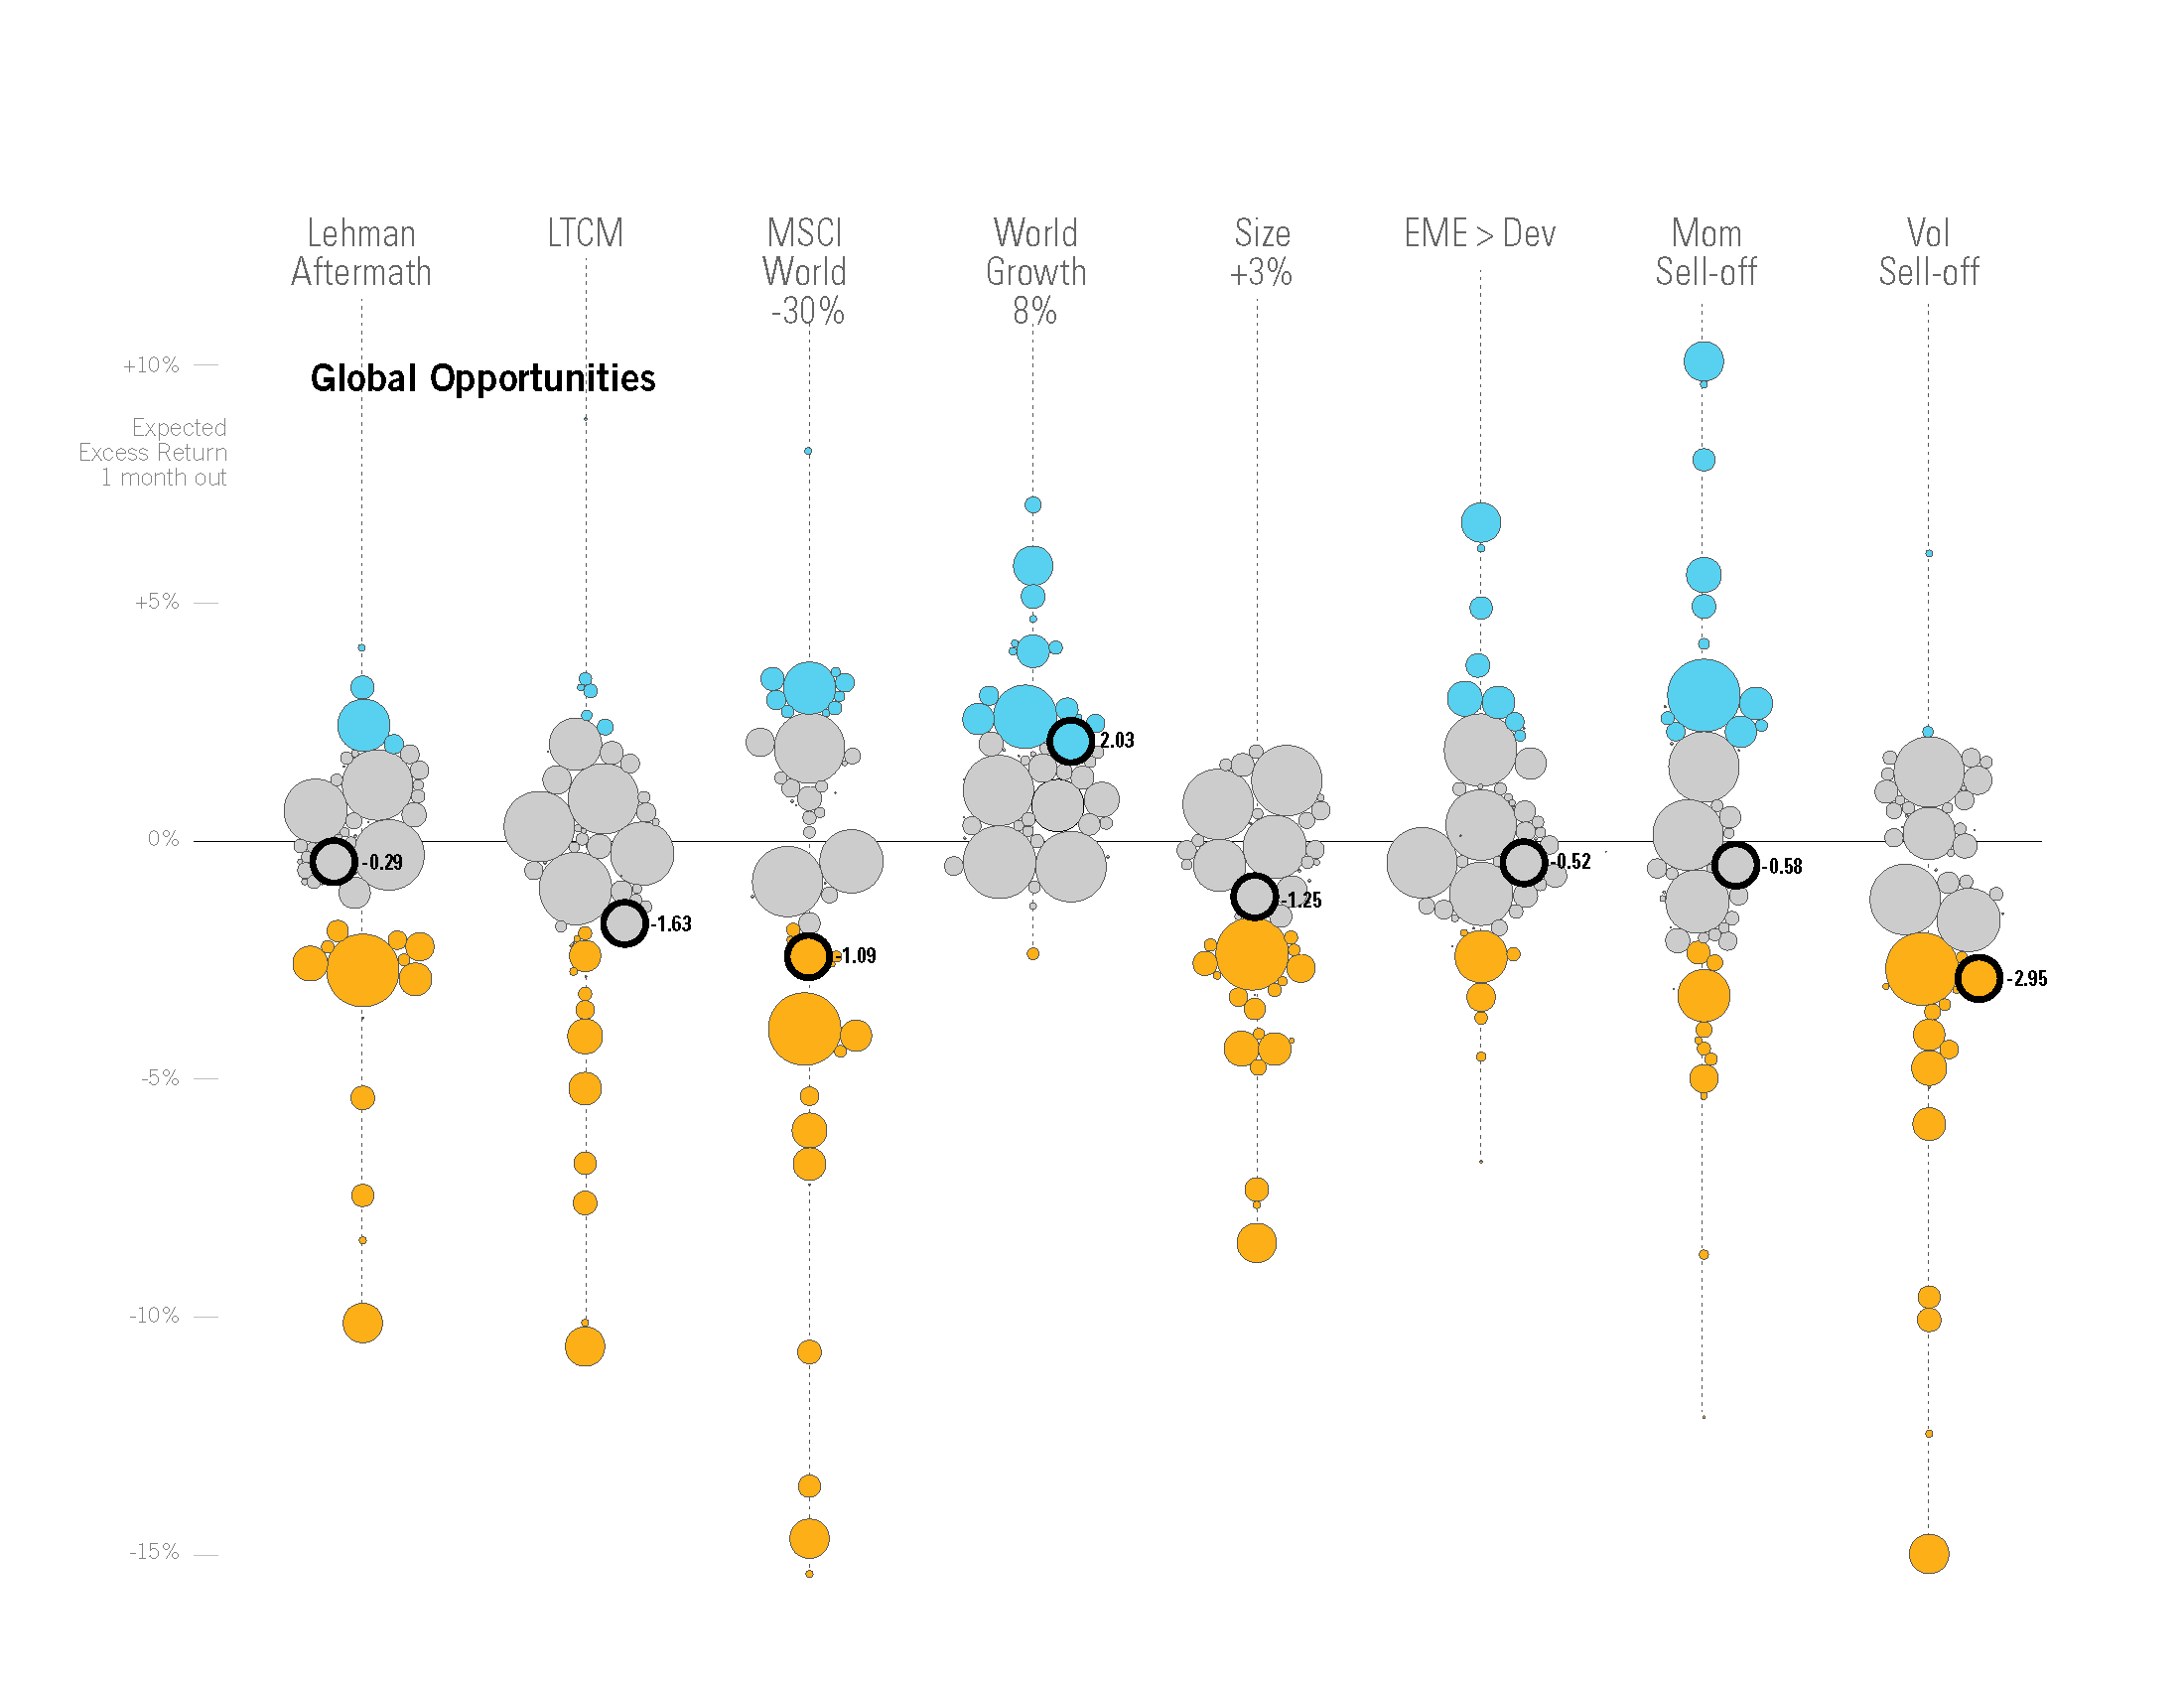 Lehman
Aftermath
LTCM
MSCI
World
-30%
World
Growth
8%
Size
+3%
EME > Dev
Mom
Sell-off
Vol
Sell-off
+10%
Global Opportunities
Expected
Excess Return
1 month out
+5%
2.03
0%
-0.29
-0.52
-0.58
-1.25
-1.63
-1.09
-2.95
-5%
-10%
-15%